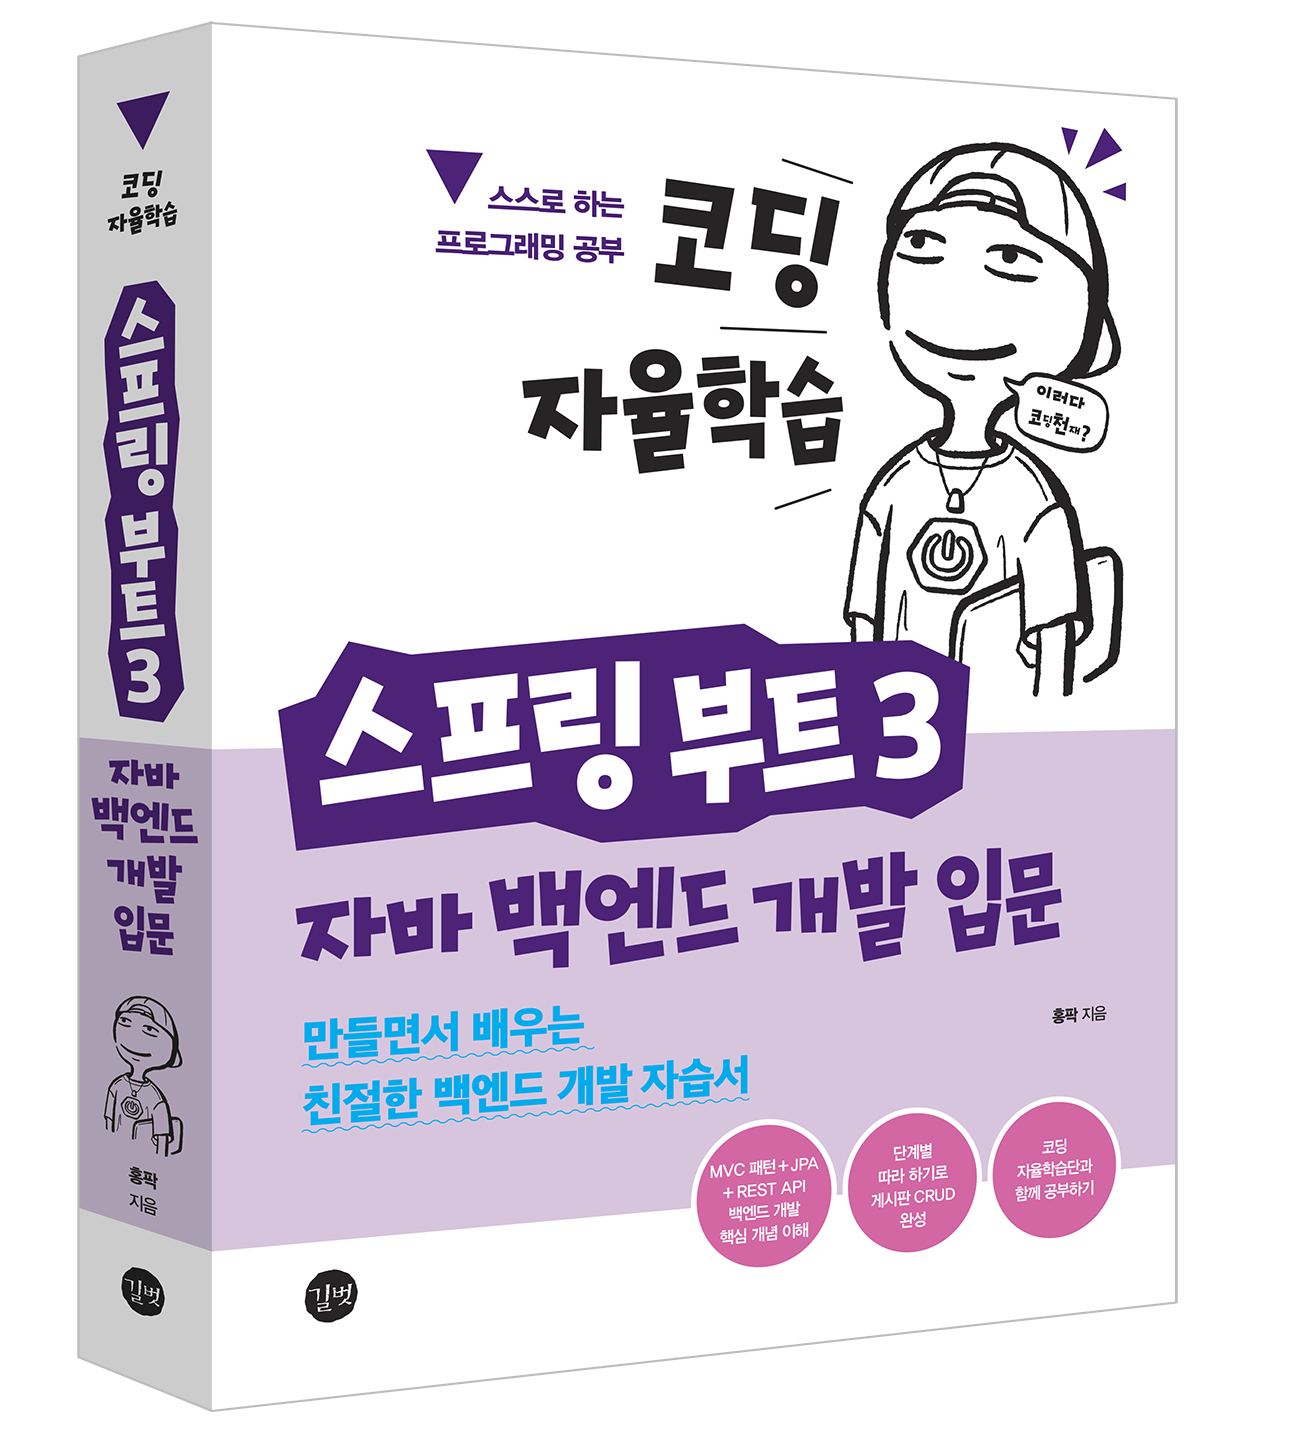 코딩
자율학습
스프링 부트 3
자바
백엔드
개발
입문
홍팍
지음
길벗
스스로 하는
프로그래밍 공부
코딩
자율학습
이러다
코딩천재?
스프링 부트 3
자바 백엔드 개발 입문
만들면서 배우는
친절한 백엔드 개발 자습서
홍팍 지음
MVC 패턴+JPA
+REST API
백엔드 개발
핵심 개념 이해
단계별
따라 하기로
게시판 CRUD
완성
코딩
자율학습단과
함께 공부하기
길벗